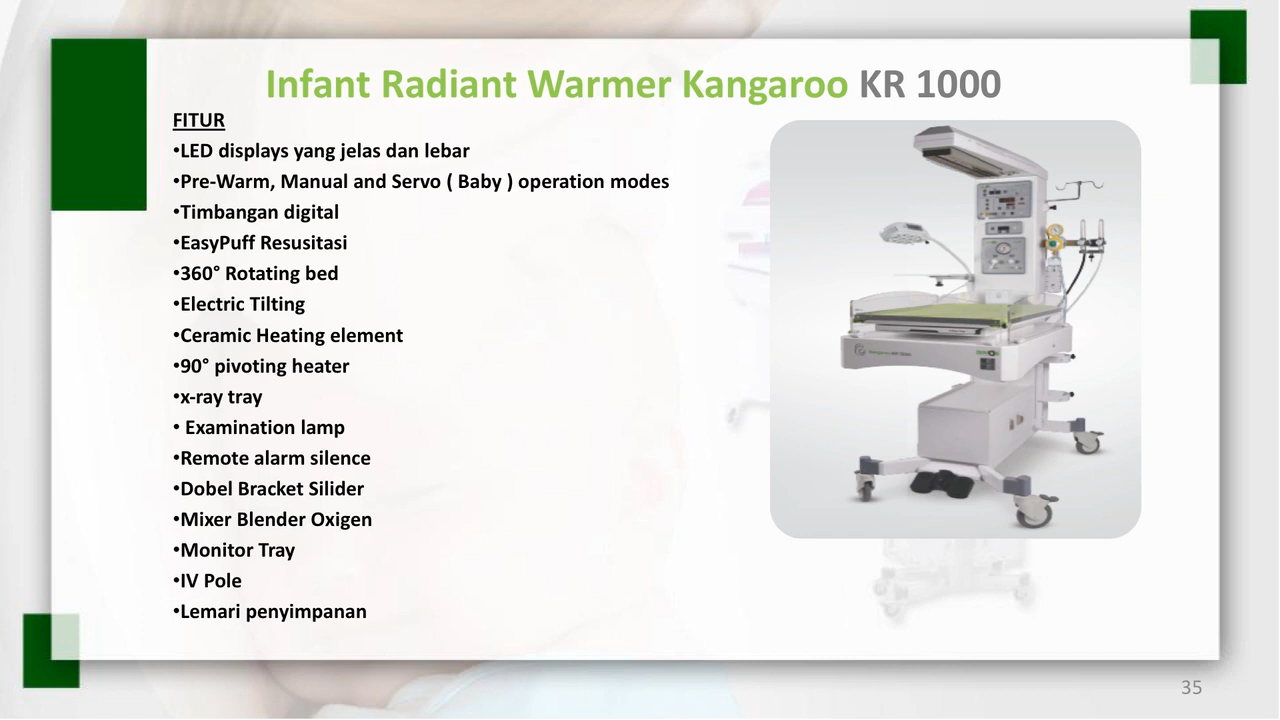 Infant Radiant Warmer Kangaroo KR 1000
FITUR
•LED displays yang jelas dan lebar
•Pre-Warm, Manual and Servo ( Baby ) operation modes
•Timbangan digital
•EasyPuff Resusitasi
•360° Rotating bed
•Electric Tilting
•Ceramic Heating element
•90° pivoting heater
•x-ray tray
• Examination lamp
•Remote alarm silence
•Dobel Bracket Silider
•Mixer Blender Oxigen
•Monitor Tray
•IV Pole
•Lemari penyimpanan
35